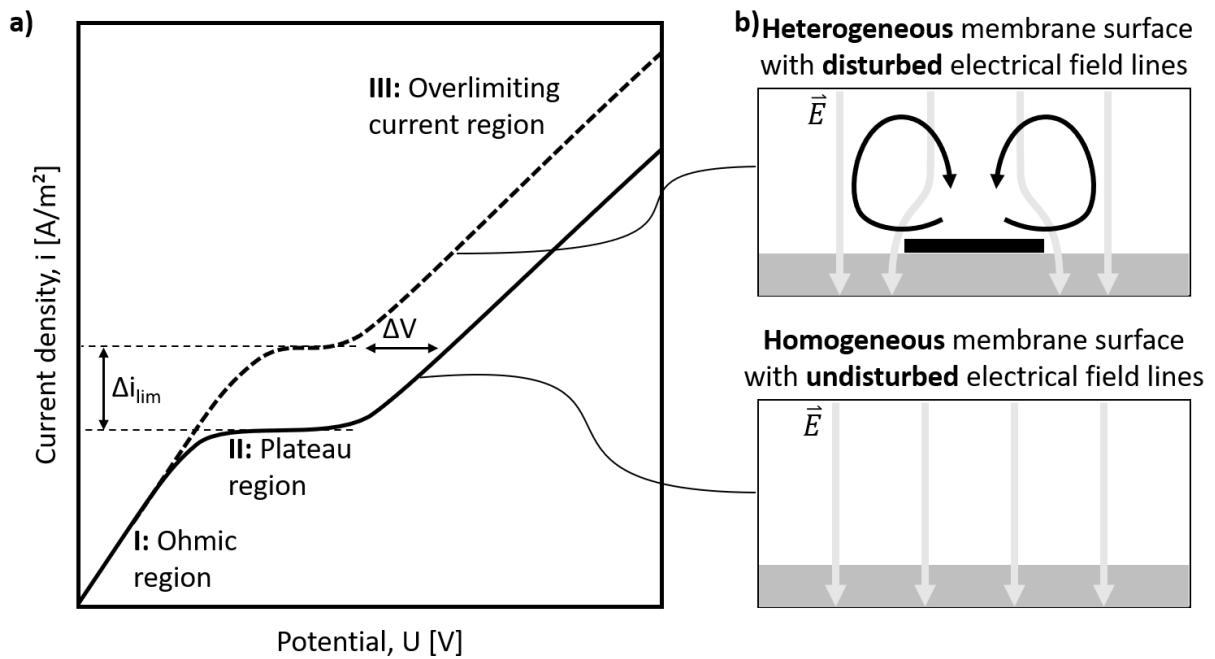 a)
Current density, i [A/m²]
III: Overlimiting
current region
ΔV
Δi_lim
II: Plateau
region
I: Ohmic
region
Potential, U [V]
b) Heterogeneous membrane surface
with disturbed electrical field lines
E⃗
Homogeneous membrane surface
with undisturbed electrical field lines
E⃗